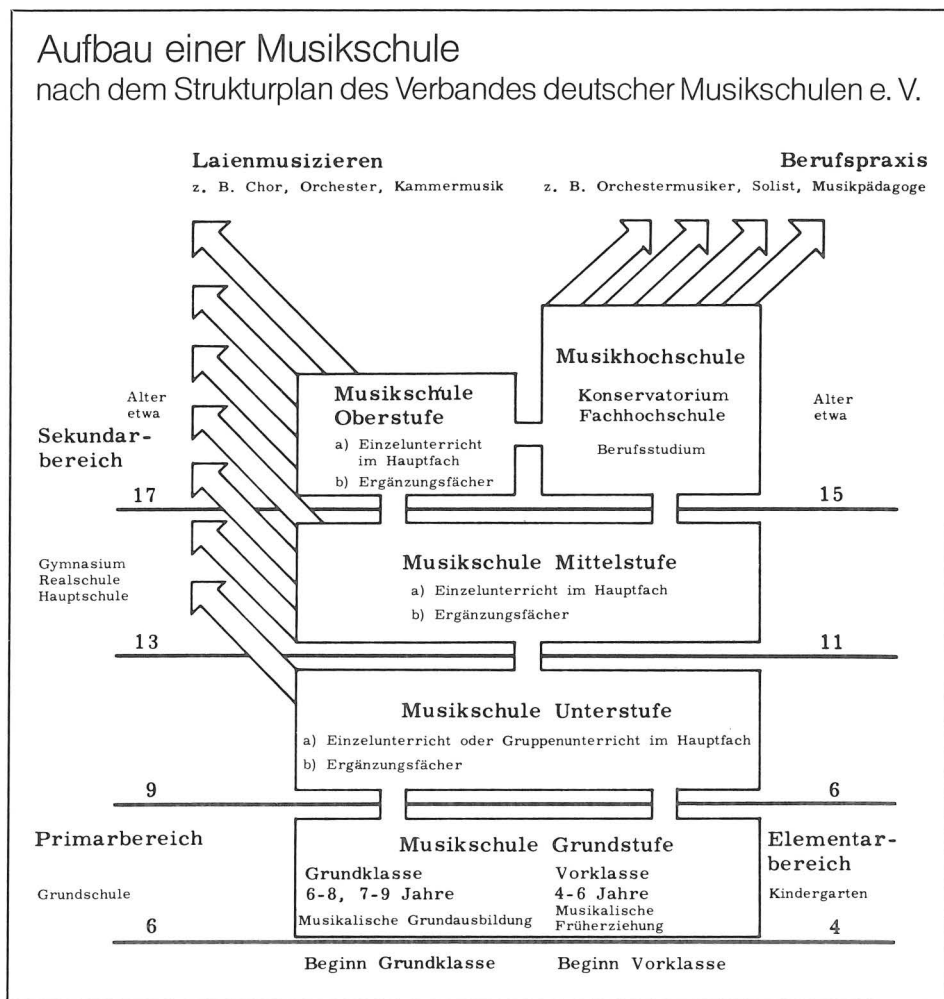 Aufbau einer Musikschule
nach dem Strukturplan des Verbandes deutscher Musikschulen e. V.
Laienmusizieren
z. B. Chor, Orchester, Kammermusik
Berufspraxis
z. B. Orchestermusiker, Solist, Musikpädagoge
Musikhochschule
Konservatorium
Fachhochschule
Berufsstudium
Musikschule
Oberstufe
a) Einzelunterricht
im Hauptfach
b) Ergänzungsfächer
Alter
etwa
Alter
etwa
Sekundar-
bereich
17
15
Gymnasium
Realschule
Hauptschule
Musikschule Mittelstufe
a) Einzelunterricht im Hauptfach
b) Ergänzungsfächer
13
11
Musikschule Unterstufe
a) Einzelunterricht oder Gruppenunterricht im Hauptfach
b) Ergänzungsfächer
9
6
Primarbereich
Grundschule
6
Musikschule Grundstufe
Grundklasse
6-8, 7-9 Jahre
Musikalische Grundausbildung
Vorklasse
4-6 Jahre
Musikalische
Früherziehung
Elementar-
bereich
Kindergarten
4
Beginn Grundklasse
Beginn Vorklasse